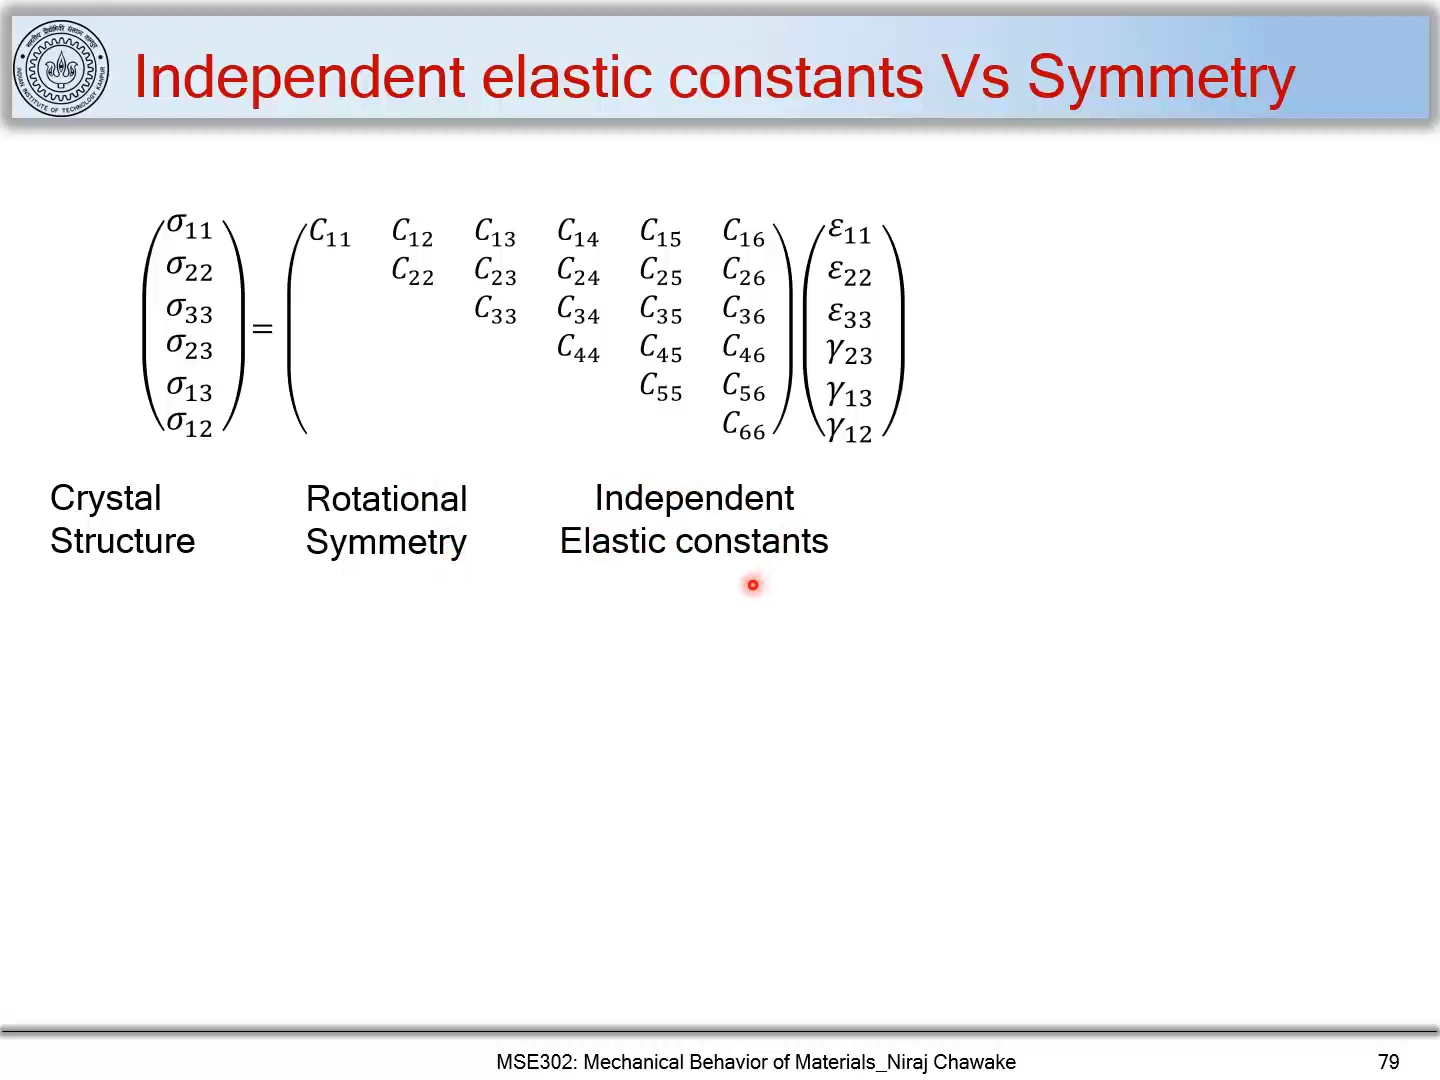 Independent elastic constants Vs Symmetry
σ11 C11 C12 C13 C14 C15 C16 ε11
σ22 C22 C23 C24 C25 C26 ε22
σ33 C33 C34 C35 C36 ε33
σ23 = C44 C45 C46 γ23
σ13 C55 C56 γ13
σ12 C66 γ12
Crystal Rotational Independent
Structure Symmetry Elastic constants
MSE302: Mechanical Behavior of Materials_Niraj Chawake 79